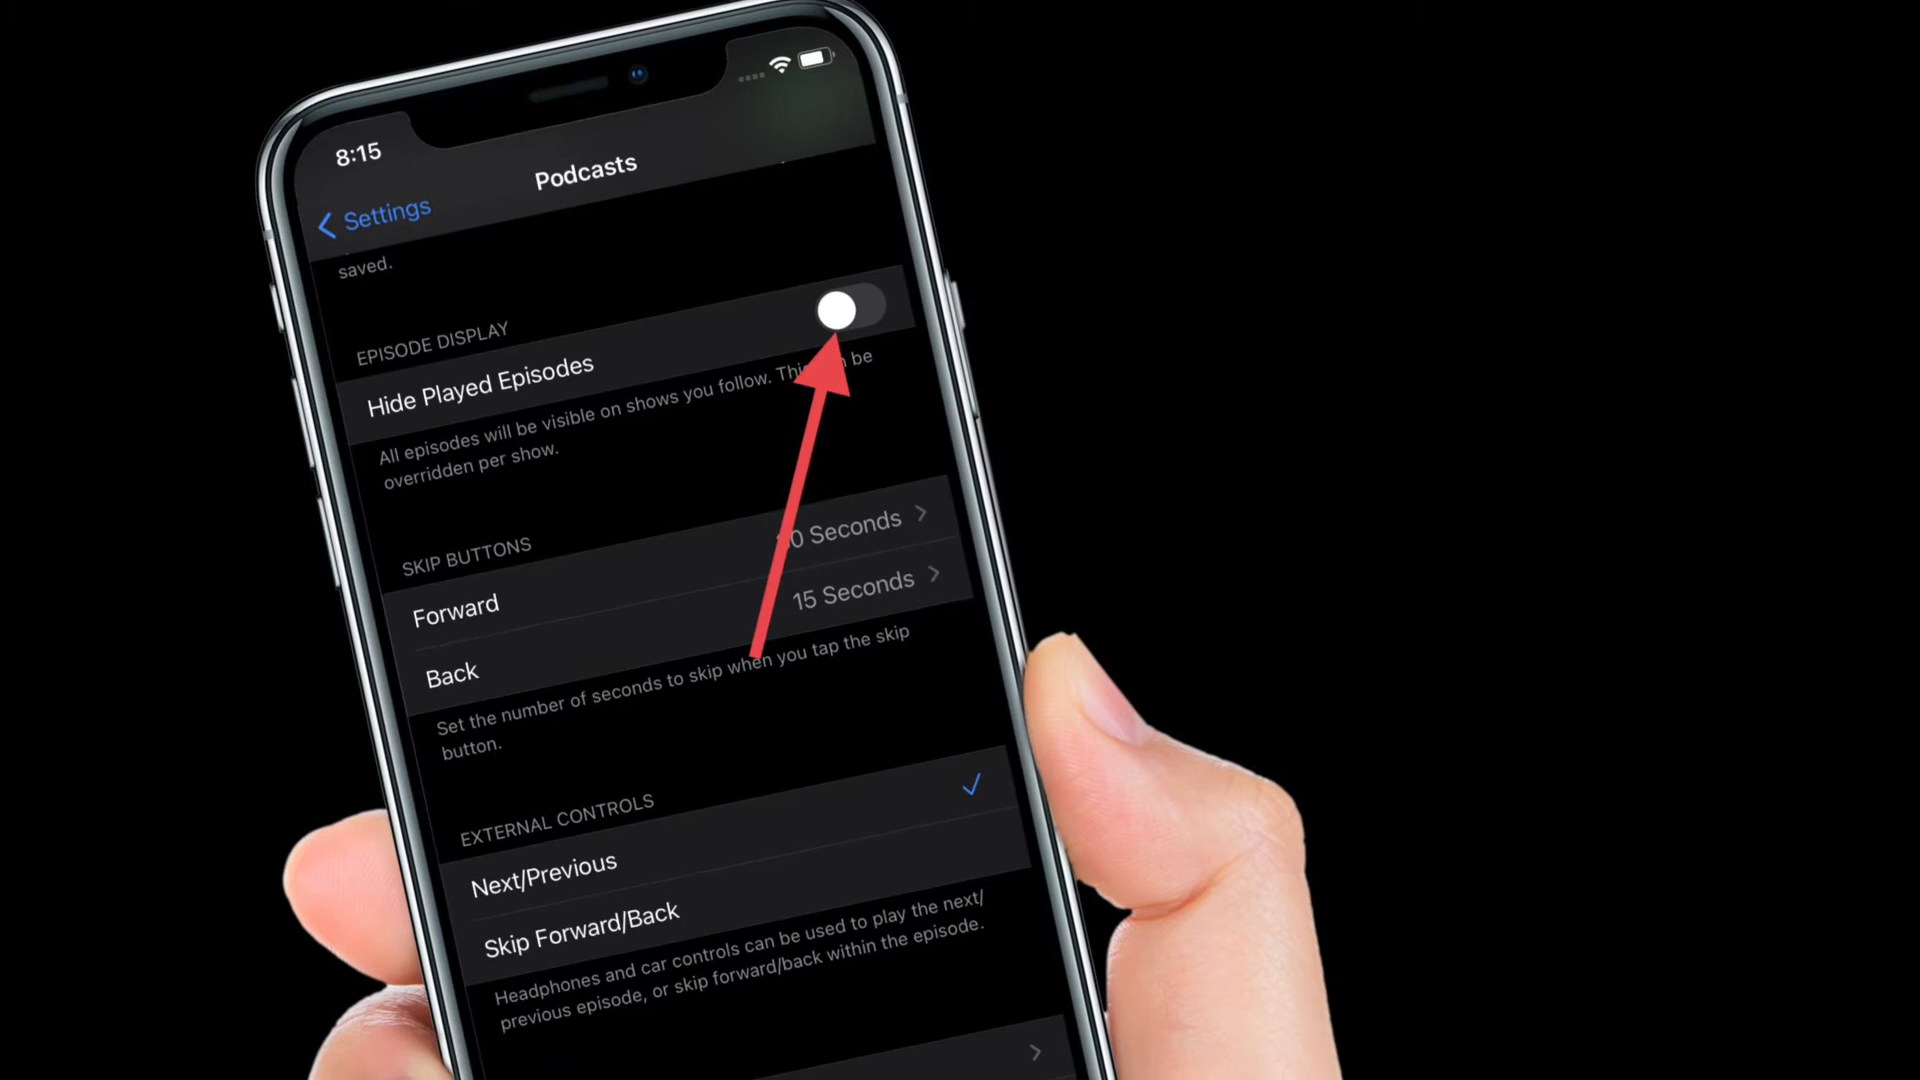 8:15
Podcasts
Settings
saved.
EPISODE DISPLAY
Hide Played Episodes
All episodes will be visible on shows you follow. be
overridden per show.
SKIP BUTTONS
Forward
0 Seconds
Back
15 Seconds
Set the number of seconds to skip when you tap the skip
button.
EXTERNAL CONTROLS
Next/Previous
Skip Forward/Back
Headphones and car controls can be used to play the next/
previous episode, or skip forward/back within the episode.